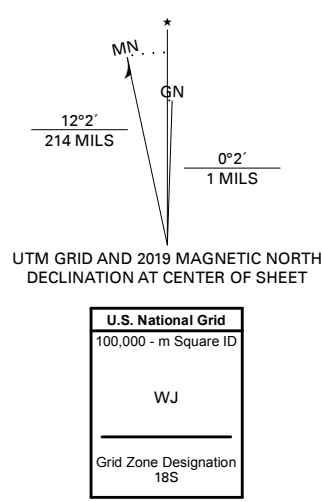 MN
GN
12°2´
214 MILS
0°2´
1 MILS
UTM GRID AND 2019 MAGNETIC NORTH
DECLINATION AT CENTER OF SHEET
U.S. National Grid
100,000 - m Square ID
WJ
Grid Zone Designation
18S